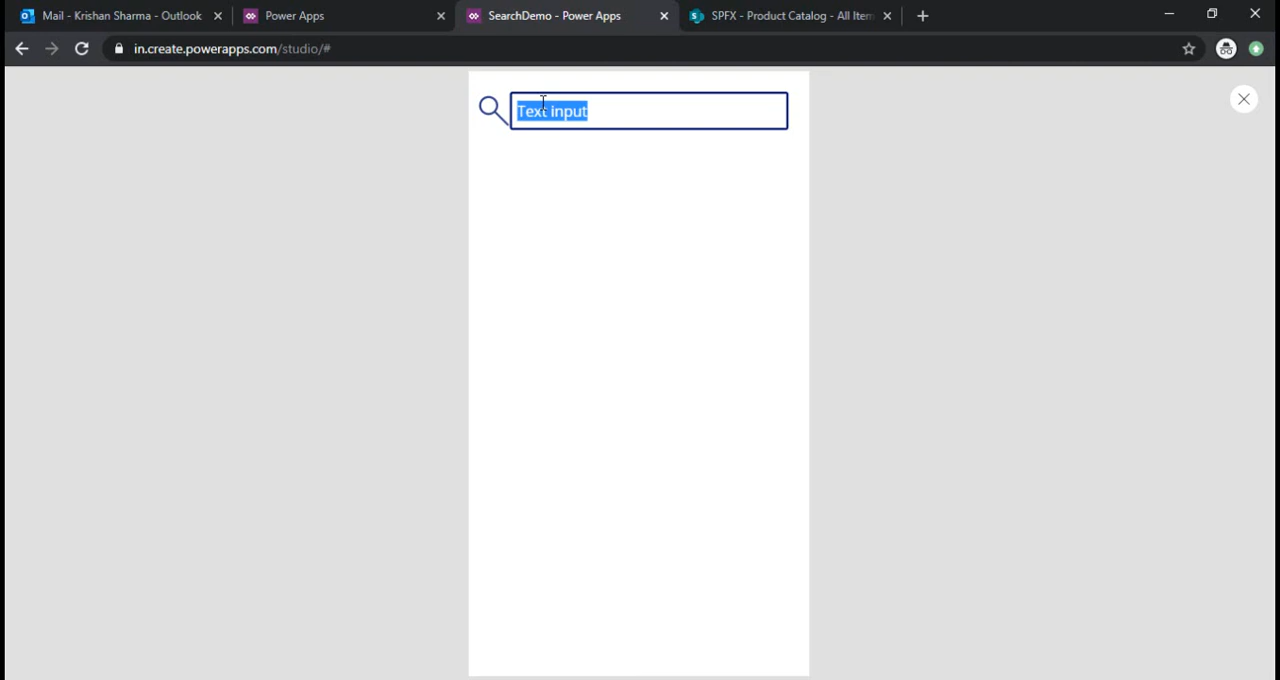 Mail - Krishan Sharma - Outlook
Power Apps
SearchDemo - Power Apps
SPFX - Product Catalog - All Item
in.create.powerapps.com/studio/#
Text input